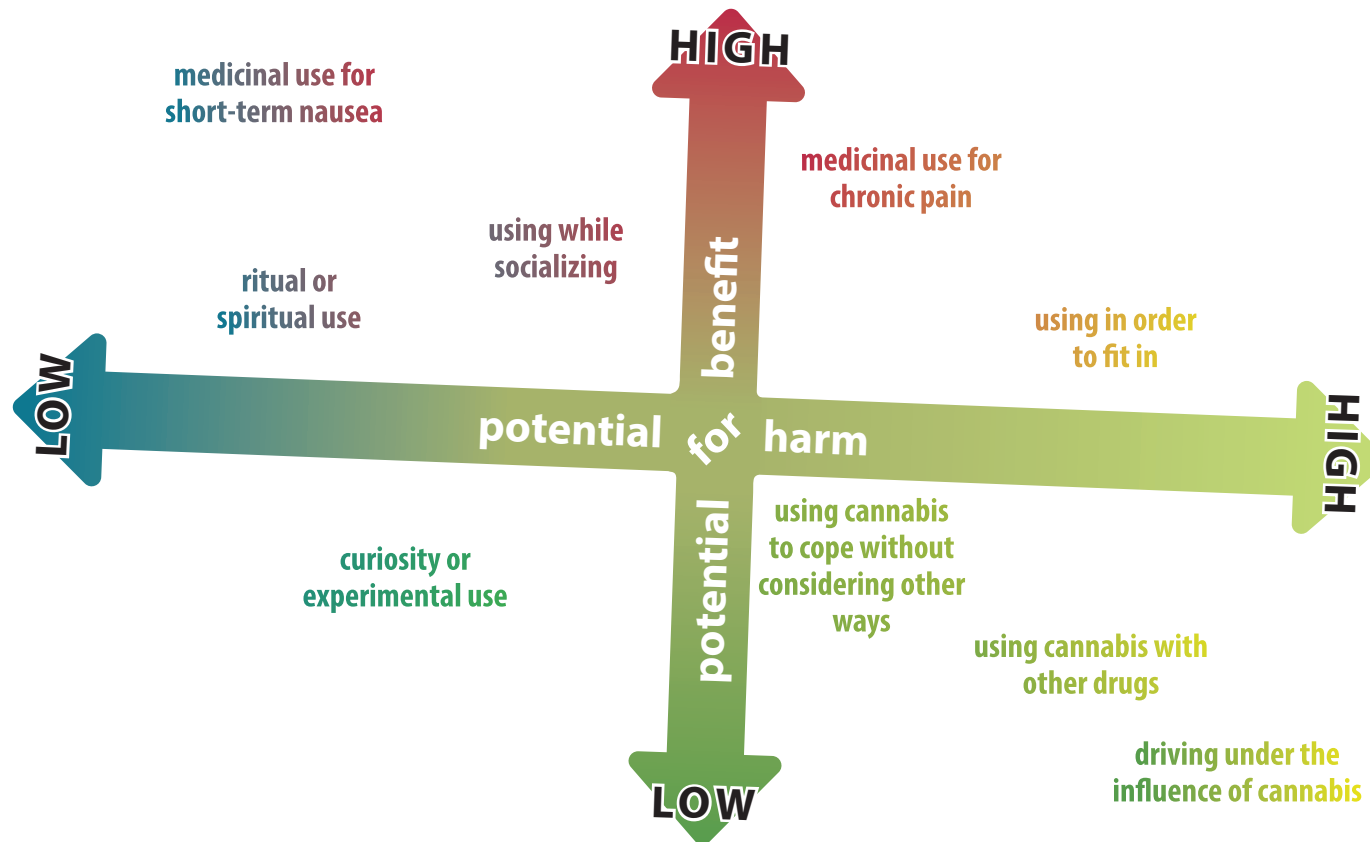 HIGH
medicinal use for
short-term nausea
medicinal use for
chronic pain
using while
socializing
ritual or
spiritual use
using in order
to fit in
LOW
potential for benefit
potential for harm
HIGH
using cannabis
to cope without
considering other
ways
curiosity or
experimental use
using cannabis with
other drugs
driving under the
influence of cannabis
LOW